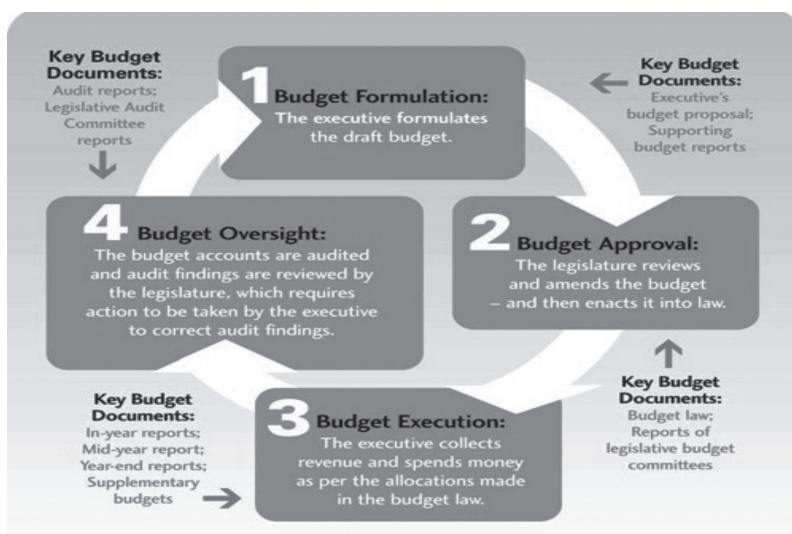 Key Budget
Documents:
Audit reports;
Legislative Audit
Committee
reports
1 Budget Formulation:
The executive formulates
the draft budget.
Key Budget
Documents:
Executive's
budget proposal;
Supporting
budget reports
2 Budget Approval:
The legislature reviews
and amends the budget
– and then enacts it into law.
Key Budget
Documents:
Budget law;
Reports of
legislative budget
committees
3 Budget Execution:
The executive collects
revenue and spends money
as per the allocations made
in the budget law.
Key Budget
Documents:
In-year reports;
Mid-year report;
Year-end reports;
Supplementary
budgets
4 Budget Oversight:
The budget accounts are audited
and audit findings are reviewed by
the legislature, which requires
action to be taken by the executive
to correct audit findings.